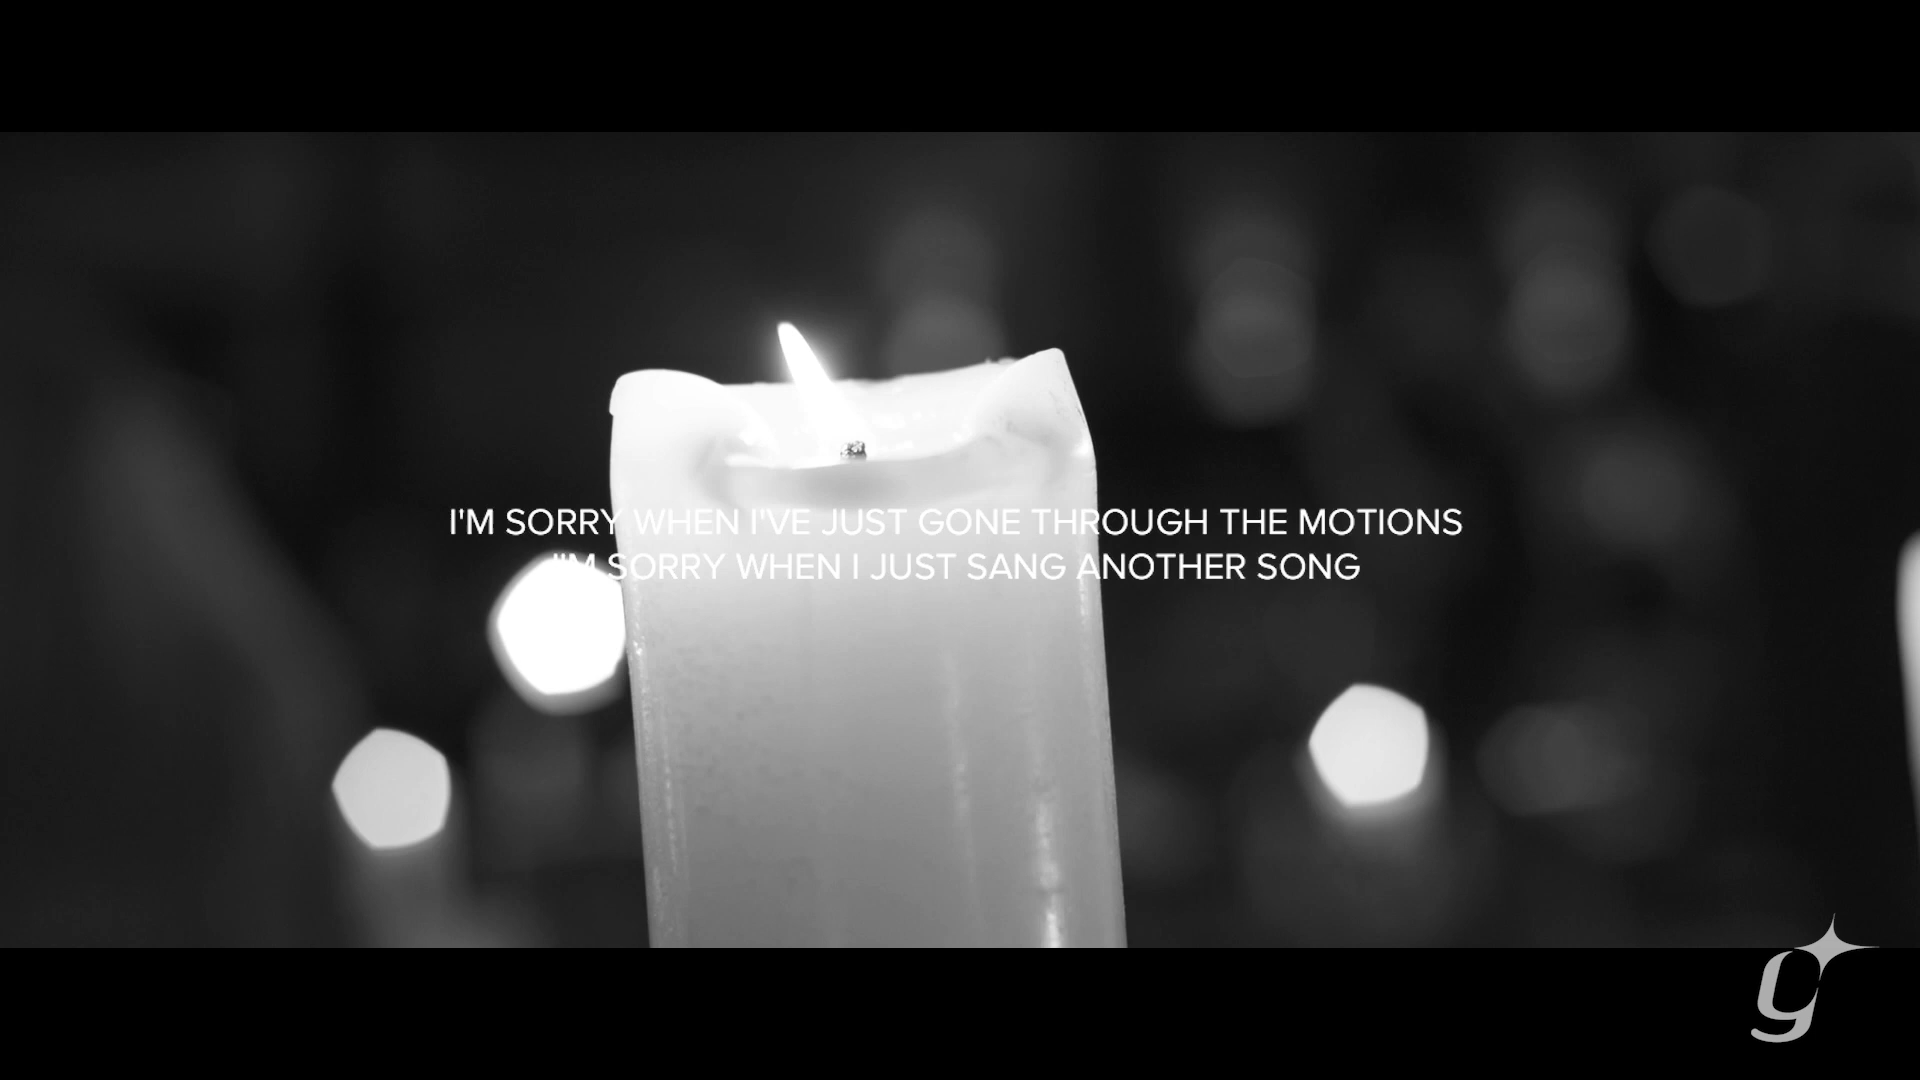 I'M SORRY WHEN I'VE JUST GONE THROUGH THE MOTIONS
I'M SORRY WHEN I JUST SANG ANOTHER SONG
g